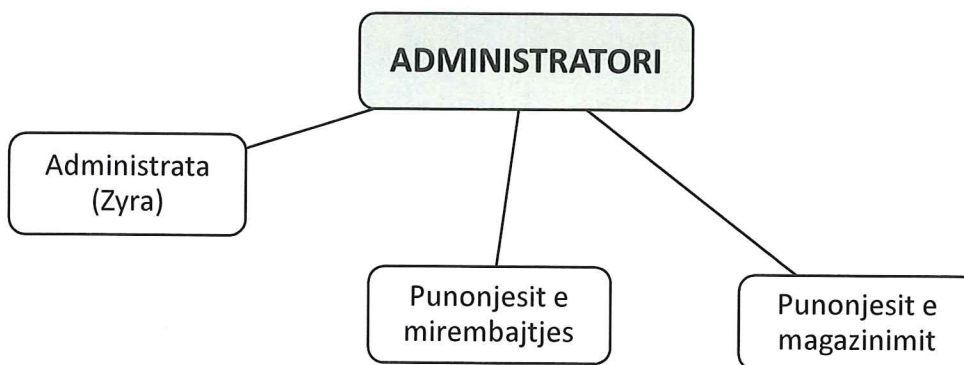 ADMINISTRATORI
Administrata
(Zyra)
Punonjesit e
mirembajtjes
Punonjesit e
magazinimit